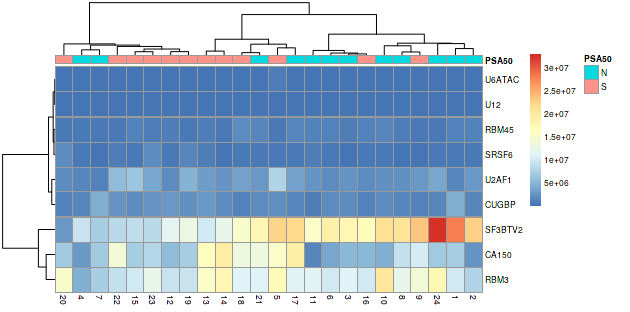 PSA50
U6ATAC
U12
RBM45
SRSF6
U2AF1
CUGBP
SF3BTV2
CA150
RBM3
20 4 7 22 15 23 12 19 13 14 18 21 5 17 11 6 3 16 10 8 9 24 1 2
3e+07
2.5e+07
2e+07
1.5e+07
1e+07
5e+06
PSA50
N
S